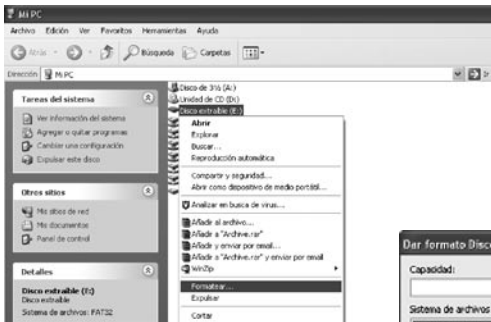 Mi PC
Archivo Edición Ver Favoritos Herramientas Ayuda
Atrás Búsqueda Carpetas
Dirección Mi PC
Tareas del sistema
Ver información del sistema
Agregar o quitar programas
Cambiar una configuración
Expulsar este disco
Otros sitios
Mis sitios de red
Mis documentos
Panel de control
Detalles
Disco extraíble (E:)
Disco extraíble
Sistema de archivos: FAT32
Disco de 3½ (A:)
Unidad de CD (D:)
Disco extraíble (E:)
Abrir
Explorar
Buscar...
Reproducción automática
Compartir y seguridad...
Abrir como dispositivo de medio portátil...
Analizar en busca de virus...
Añadir al archivo...
Añadir a "Archive.rar"
Añadir y enviar por email...
Añadir a "Archive.rar" y enviar por email
WinZip
Formatear...
Expulsar
Cortar
Dar formato Disco
Capacidad:
Sistema de archivos